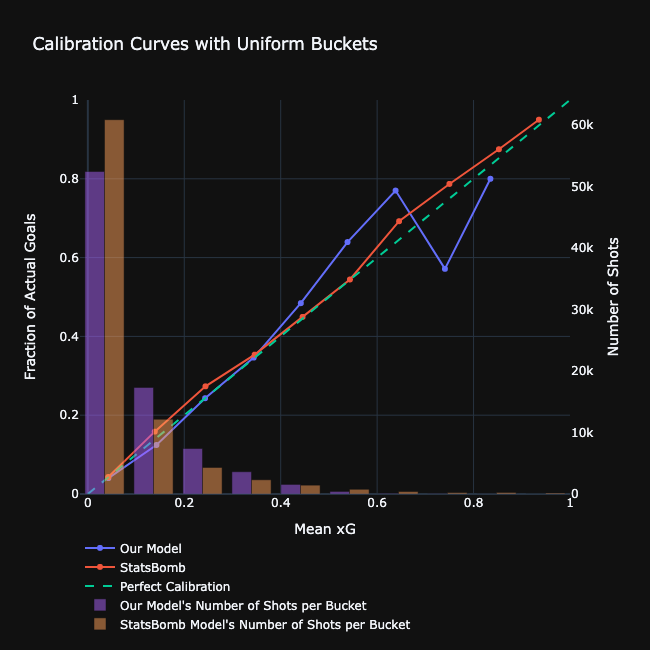 Calibration Curves with Uniform Buckets
1
0.8
0.6
0.4
0.2
0
Fraction of Actual Goals
60k
50k
40k
30k
20k
10k
0
Number of Shots
0 0.2 0.4 0.6 0.8 1
Mean xG
Our Model
StatsBomb
Perfect Calibration
Our Model's Number of Shots per Bucket
StatsBomb Model's Number of Shots per Bucket